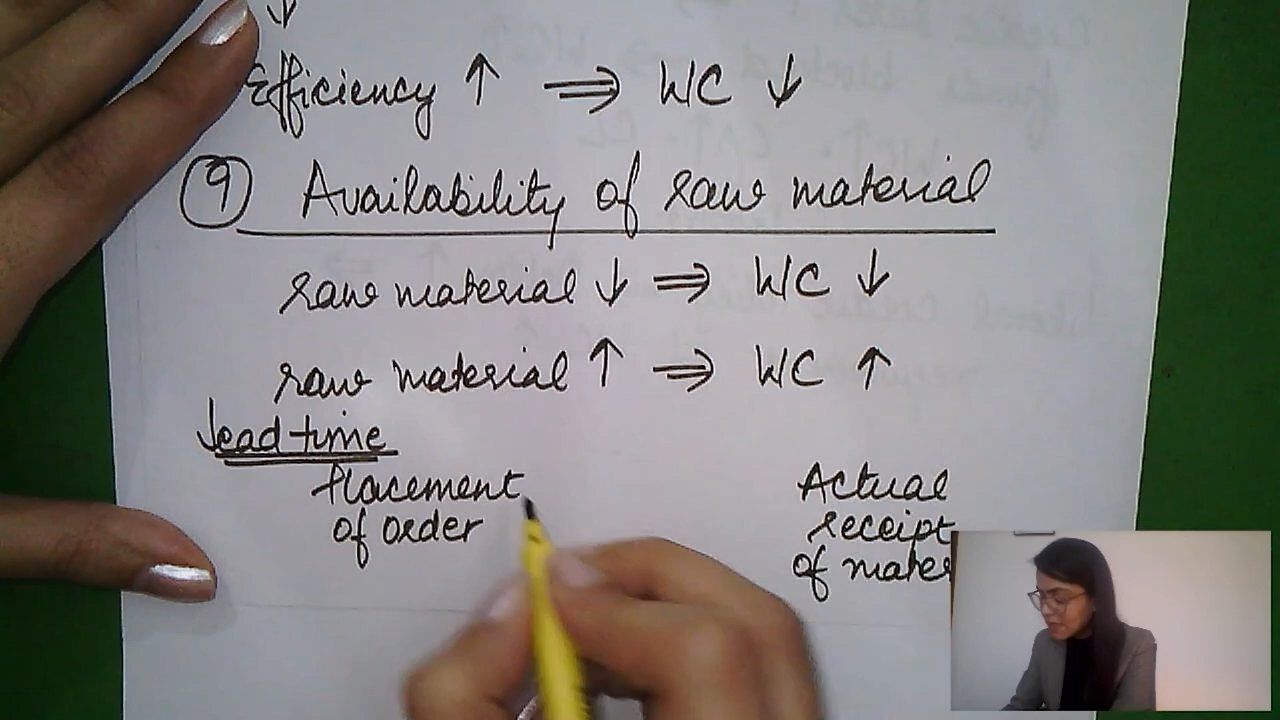 ↓
Efficiency ↑ ⇒ WC ↓
9 Availability of raw material
raw material ↓ ⇒ WC ↓
raw material ↑ ⇒ WC ↑
Lead time
Placement Actual
of order receipt
of mater